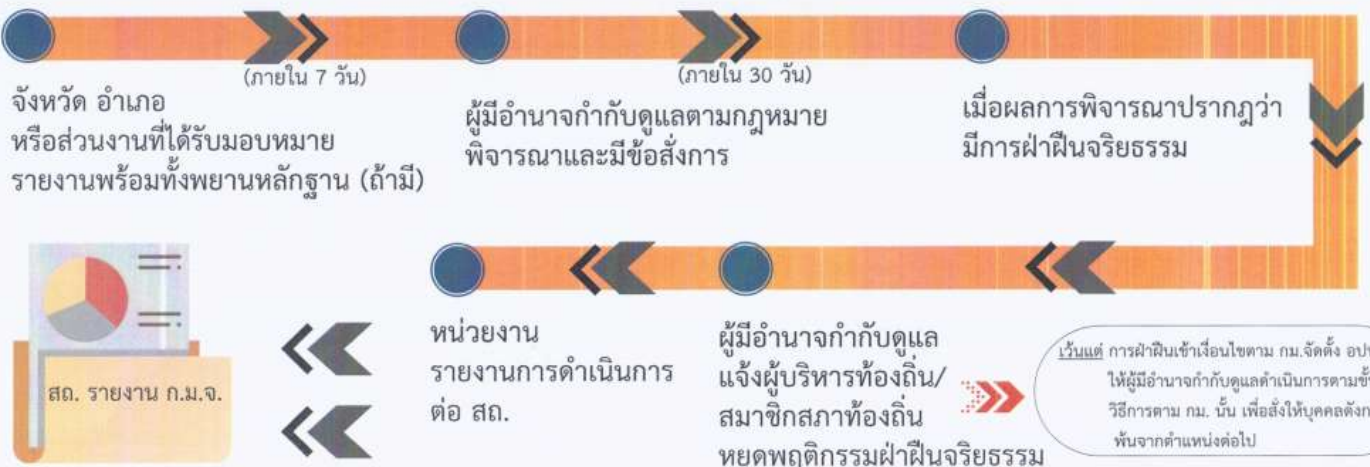 (ภายใน 7 วัน)
(ภายใน 30 วัน)
จังหวัด อำเภอ
หรือส่วนงานที่ได้รับมอบหมาย
รายงานพร้อมทั้งพยานหลักฐาน (ถ้ามี)
ผู้มีอำนาจกำกับดูแลตามกฎหมาย
พิจารณาและมีข้อสั่งการ
เมื่อผลการพิจารณาปรากฏว่า
มีการฝ่าฝืนจริยธรรม
ผู้มีอำนาจกำกับดูแล
แจ้งผู้บริหารท้องถิ่น/
สมาชิกสภาท้องถิ่น
หยุดพฤติกรรมฝ่าฝืนจริยธรรม
เว้นแต่ การฝ่าฝืนเข้าเงื่อนไขตาม กม.จัดตั้ง
ให้ผู้มีอำนาจกำกับดูแลดำเนินการตาม
วิธีการตาม กม. นั้น เพื่อสั่งให้บุคคล
พ้นจากตำแหน่งต่อไป
หน่วยงาน
รายงานการดำเนินการ
ต่อ สถ.
สถ. รายงาน ก.ม.จ.